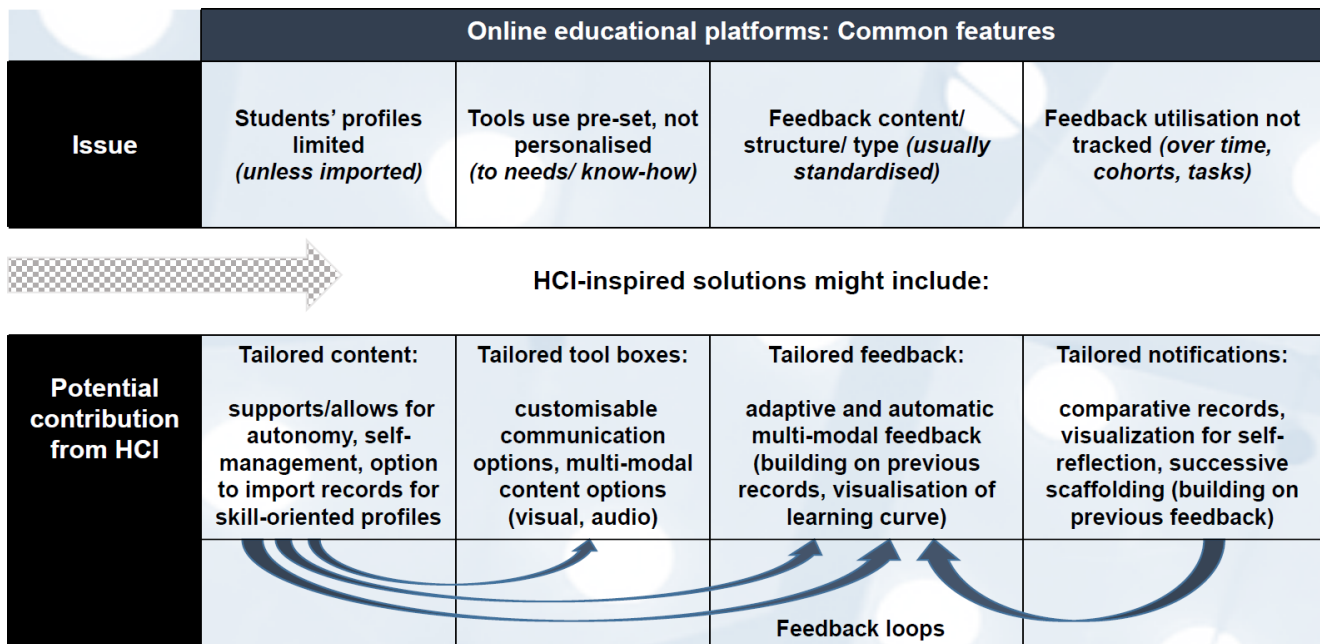 Online educational platforms: Common features
Issue
Students’ profiles
limited
(unless imported)
Tools use pre-set, not
personalised
(to needs/ know-how)
Feedback content/
structure/ type (usually
standardised)
Feedback utilisation not
tracked (over time,
cohorts, tasks)
HCI-inspired solutions might include:
Potential
contribution
from HCI
Tailored content:
supports/allows for
autonomy, self-
management, option
to import records for
skill-oriented profiles
Tailored tool boxes:
customisable
communication
options, multi-modal
content options
(visual, audio)
Tailored feedback:
adaptive and automatic
multi-modal feedback
(building on previous
records, visualisation of
learning curve)
Tailored notifications:
comparative records,
visualization for self-
reflection, successive
scaffolding (building on
previous feedback)
Feedback loops